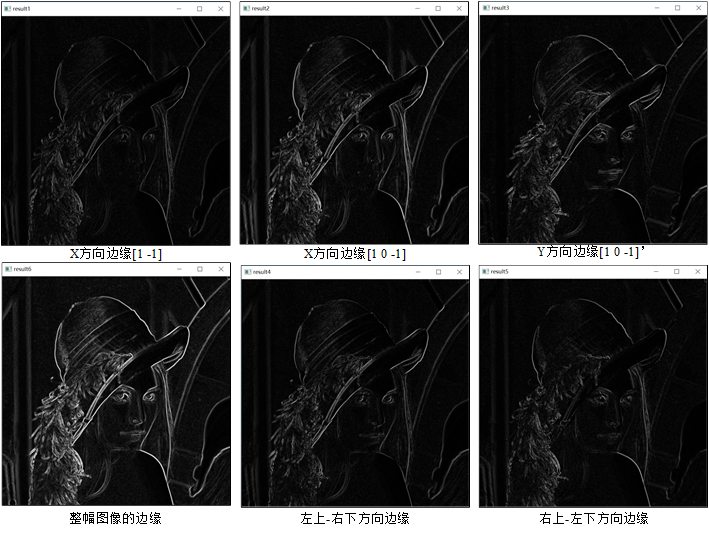 result1
result2
result3
X方向边缘[1 -1]
X方向边缘[1 0 -1]
Y方向边缘[1 0 -1]’
result6
result4
result5
整幅图像的边缘
左上-右下方向边缘
右上-左下方向边缘